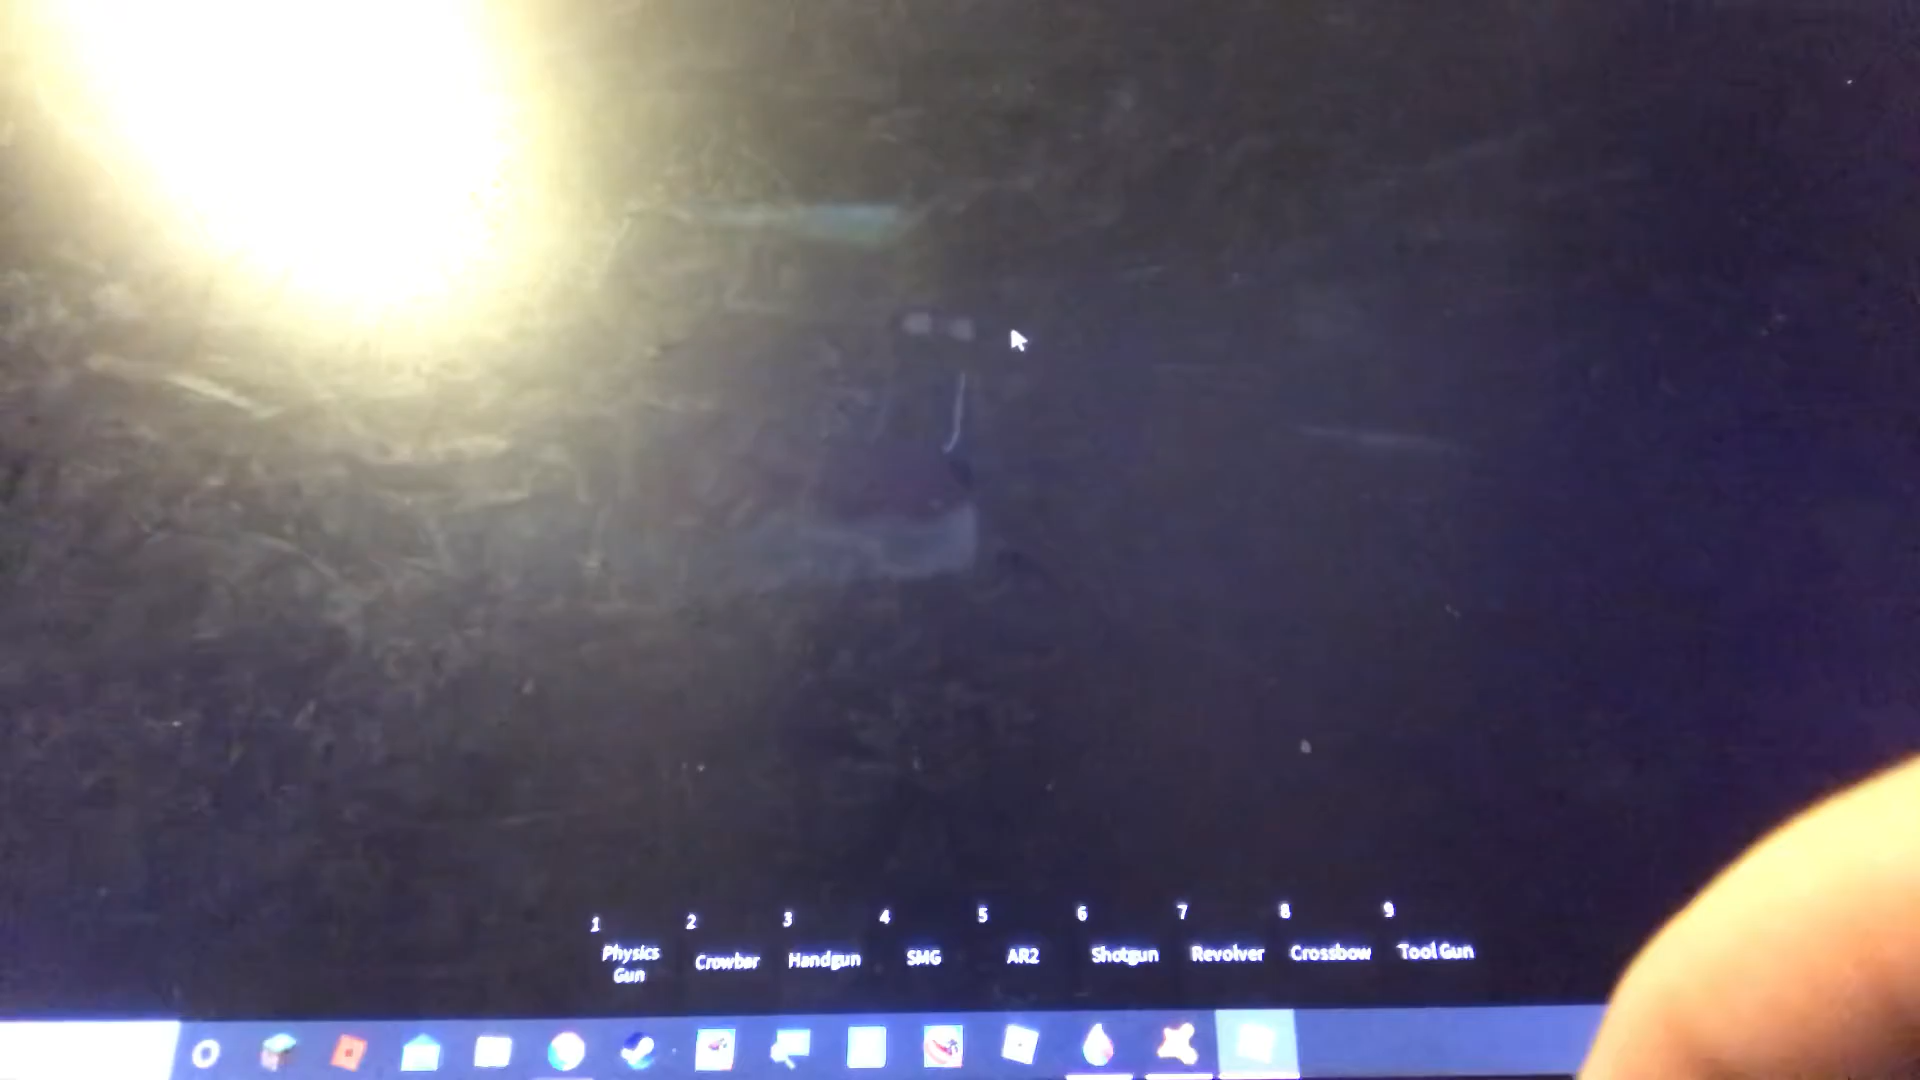 1 2 3 4 5 6 7 8 9
Physics Crowbar Handgun SMG AR2 Shotgun Revolver Crossbow Tool Gun
Gun